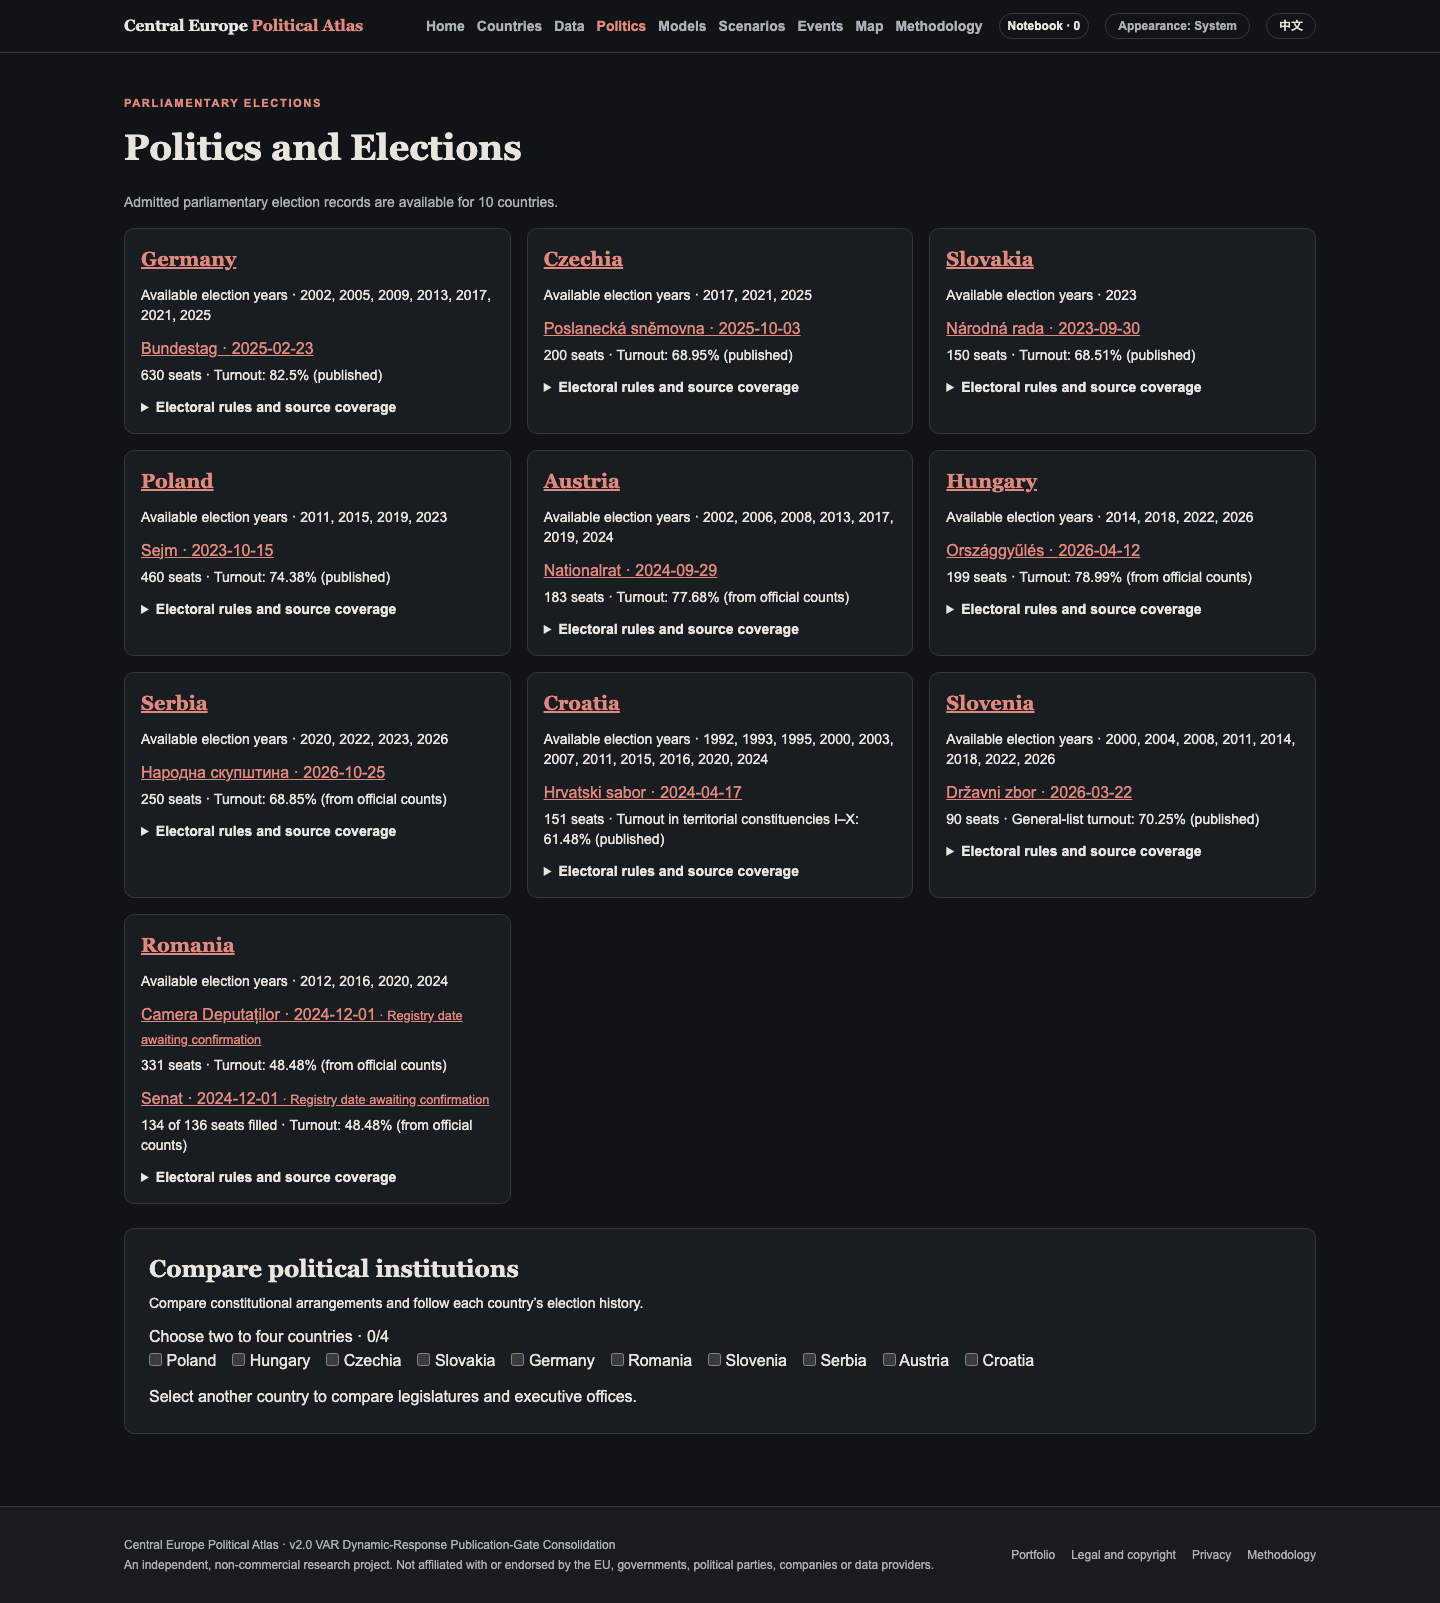 Central Europe Political Atlas
Home Countries Data Politics Models Scenarios Events Map Methodology Notebook · 0 Appearance: System 中文
PARLIAMENTARY ELECTIONS
Politics and Elections
Admitted parliamentary election records are available for 10 countries.
Germany
Available election years · 2002, 2005, 2009, 2013, 2017,
2021, 2025
Bundestag · 2025-02-23
630 seats · Turnout: 82.5% (published)
▶ Electoral rules and source coverage
Czechia
Available election years · 2017, 2021, 2025
Poslanecká sněmovna · 2025-10-03
200 seats · Turnout: 68.95% (published)
▶ Electoral rules and source coverage
Slovakia
Available election years · 2023
Národná rada · 2023-09-30
150 seats · Turnout: 68.51% (published)
▶ Electoral rules and source coverage
Poland
Available election years · 2011, 2015, 2019, 2023
Sejm · 2023-10-15
460 seats · Turnout: 74.38% (published)
▶ Electoral rules and source coverage
Austria
Available election years · 2002, 2006, 2008, 2013, 2017,
2019, 2024
Nationalrat · 2024-09-29
183 seats · Turnout: 77.68% (from official counts)
▶ Electoral rules and source coverage
Hungary
Available election years · 2014, 2018, 2022, 2026
Országgyűlés · 2026-04-12
199 seats · Turnout: 78.99% (from official counts)
▶ Electoral rules and source coverage
Serbia
Available election years · 2020, 2022, 2023, 2026
Народна скупштина · 2026-10-25
250 seats · Turnout: 68.85% (from official counts)
▶ Electoral rules and source coverage
Croatia
Available election years · 1992, 1993, 1995, 2000, 2003,
2007, 2011, 2015, 2016, 2020, 2024
Hrvatski sabor · 2024-04-17
151 seats · Turnout in territorial constituencies I–X:
61.48% (published)
▶ Electoral rules and source coverage
Slovenia
Available election years · 2000, 2004, 2008, 2011, 2014,
2018, 2022, 2026
Državni zbor · 2026-03-22
90 seats · General-list turnout: 70.25% (published)
▶ Electoral rules and source coverage
Romania
Available election years · 2012, 2016, 2020, 2024
Camera Deputaților · 2024-12-01 · Registry date
awaiting confirmation
331 seats · Turnout: 48.48% (from official counts)
Senat · 2024-12-01 · Registry date awaiting confirmation
134 of 136 seats filled · Turnout: 48.48% (from official
counts)
▶ Electoral rules and source coverage
Compare political institutions
Compare constitutional arrangements and follow each country’s election history.
Choose two to four countries · 0/4
Poland Hungary Czechia Slovakia Germany Romania Slovenia Serbia Austria Croatia
Select another country to compare legislatures and executive offices.
Central Europe Political Atlas · v2.0 VAR Dynamic-Response Publication-Gate Consolidation
An independent, non-commercial research project. Not affiliated with or endorsed by the EU, governments, political parties, companies or data providers.
Portfolio Legal and copyright Privacy Methodology